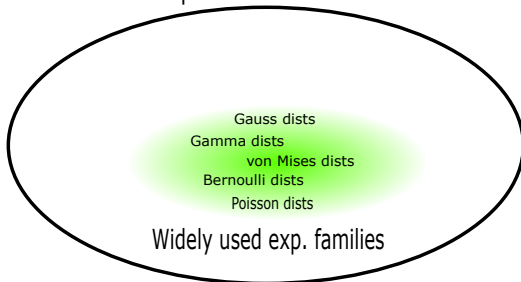 Gauss dists
Gamma dists
von Mises dists
Bernoulli dists
Poisson dists
Widely used exp. families